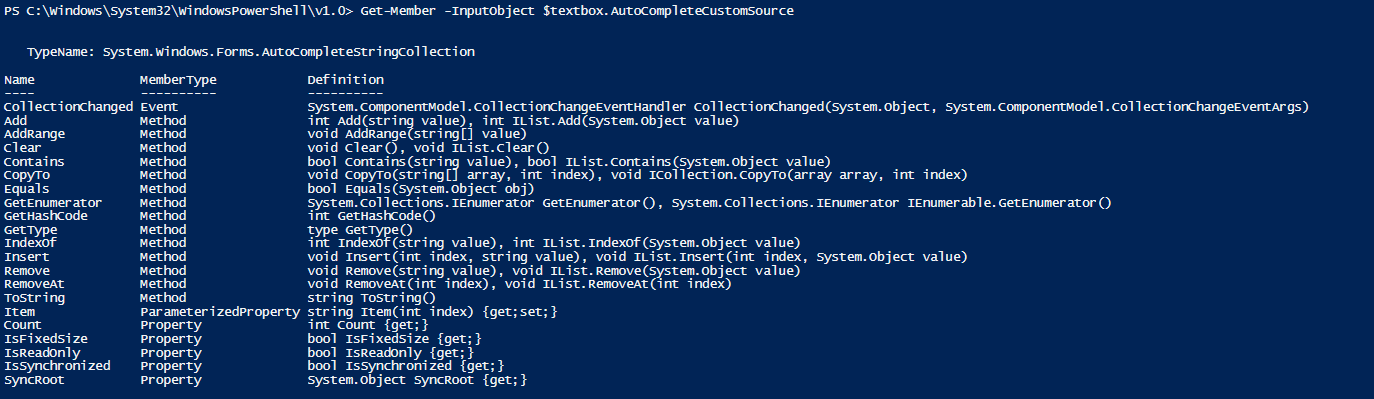 PS C:\Windows\System32\WindowsPowerShell\v1.0> Get-Member -InputObject $textbox.AutoCompleteCustomSource
TypeName: System.Windows.Forms.AutoCompleteStringCollection
Name MemberType Definition
---- ---------- ----------
CollectionChanged Event System.ComponentModel.CollectionChangeEventHandler CollectionChanged(System.Object, System.ComponentModel.CollectionChangeEventArgs)
Add Method int Add(string value), int IList.Add(System.Object value)
AddRange Method void AddRange(string[] value)
Clear Method void Clear(), void IList.Clear()
Contains Method bool Contains(string value), bool IList.Contains(System.Object value)
CopyTo Method void CopyTo(string[] array, int index), void ICollection.CopyTo(array array, int index)
Equals Method bool Equals(System.Object obj)
GetEnumerator Method System.Collections.IEnumerator GetEnumerator(), System.Collections.IEnumerator IEnumerable.GetEnumerator()
GetHashCode Method int GetHashCode()
GetType Method type GetType()
IndexOf Method int IndexOf(string value), int IList.IndexOf(System.Object value)
Insert Method void Insert(int index, string value), void IList.Insert(int index, System.Object value)
Remove Method void Remove(string value), void IList.Remove(System.Object value)
RemoveAt Method void RemoveAt(int index), void IList.RemoveAt(int index)
ToString Method string ToString()
Item ParameterizedProperty string Item(int index) {get;set;}
Count Property int Count {get;}
IsFixedSize Property bool IsFixedSize {get;}
IsReadOnly Property bool IsReadOnly {get;}
IsSynchronized Property bool IsSynchronized {get;}
SyncRoot Property System.Object SyncRoot {get;}